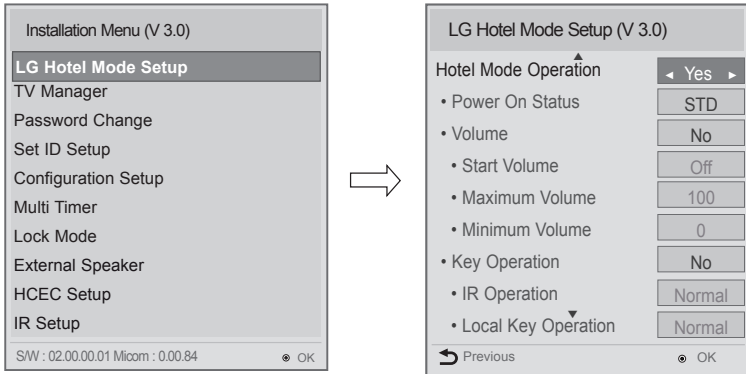 Installation Menu (V 3.0)
LG Hotel Mode Setup
TV Manager
Password Change
Set ID Setup
Configuration Setup
Multi Timer
Lock Mode
External Speaker
HCEC Setup
IR Setup
S/W : 02.00.00.01 Micom : 0.00.84 ◉ OK
LG Hotel Mode Setup (V 3.0)
Hotel Mode Operation ◄ Yes ►
• Power On Status STD
• Volume No
• Start Volume Off
• Maximum Volume 100
• Minimum Volume 0
• Key Operation No
• IR Operation Normal
• Local Key Operation Normal
Previous ◉ OK